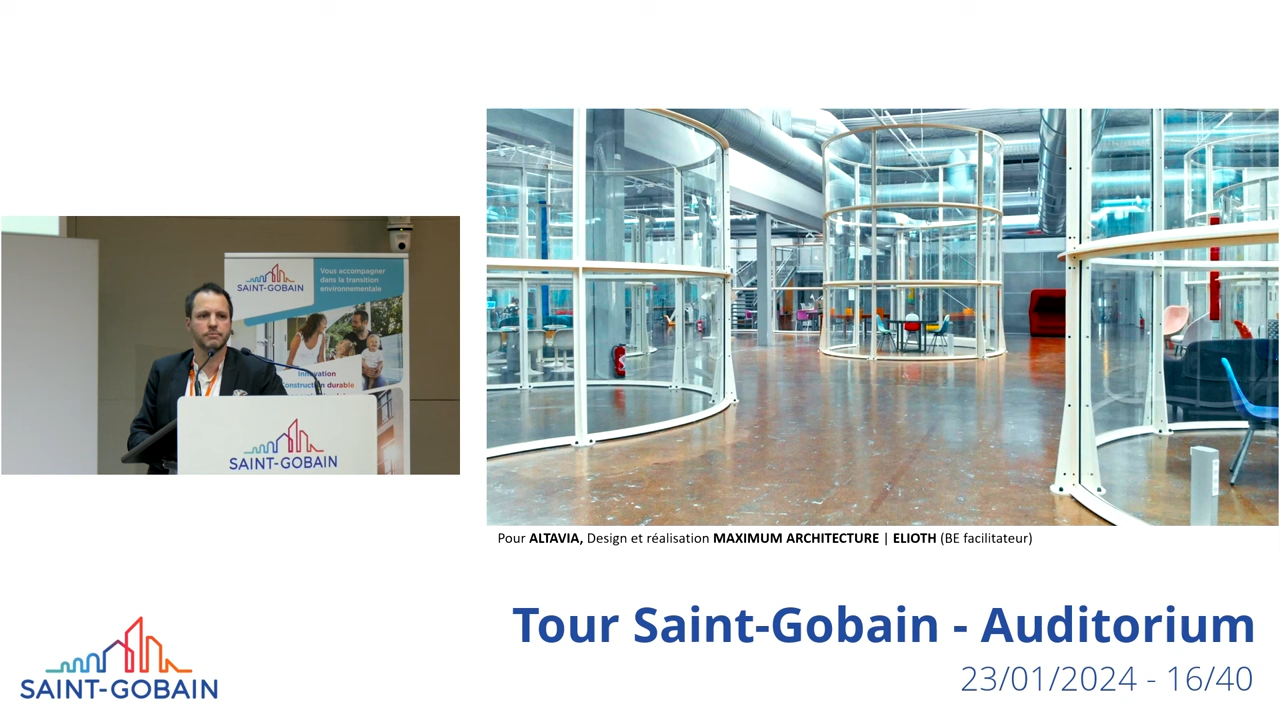 SAINT-GOBAIN
Vous accompagner
dans la transition
environnementale
Innovation
Construction durable
SAINT-GOBAIN
Pour ALTAVIA, Design et réalisation MAXIMUM ARCHITECTURE | ELIOTH (BE facilitateur)
Tour Saint-Gobain - Auditorium
23/01/2024 - 16/40
SAINT-GOBAIN